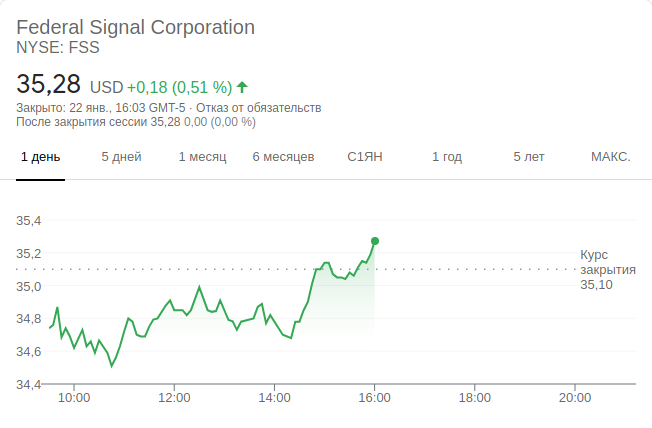 Federal Signal Corporation
NYSE: FSS
35,28 USD +0,18 (0,51 %)
Закрыто: 22 янв., 16:03 GMT-5 · Отказ от обязательств
После закрытия сессии 35,28 0,00 (0,00 %)
1 день 5 дней 1 месяц 6 месяцев С1ЯН 1 год 5 лет МАКС.
35,4
35,2
35,0
34,8
34,6
34,4
Курс
закрытия
35,10
10:00 12:00 14:00 16:00 18:00 20:00